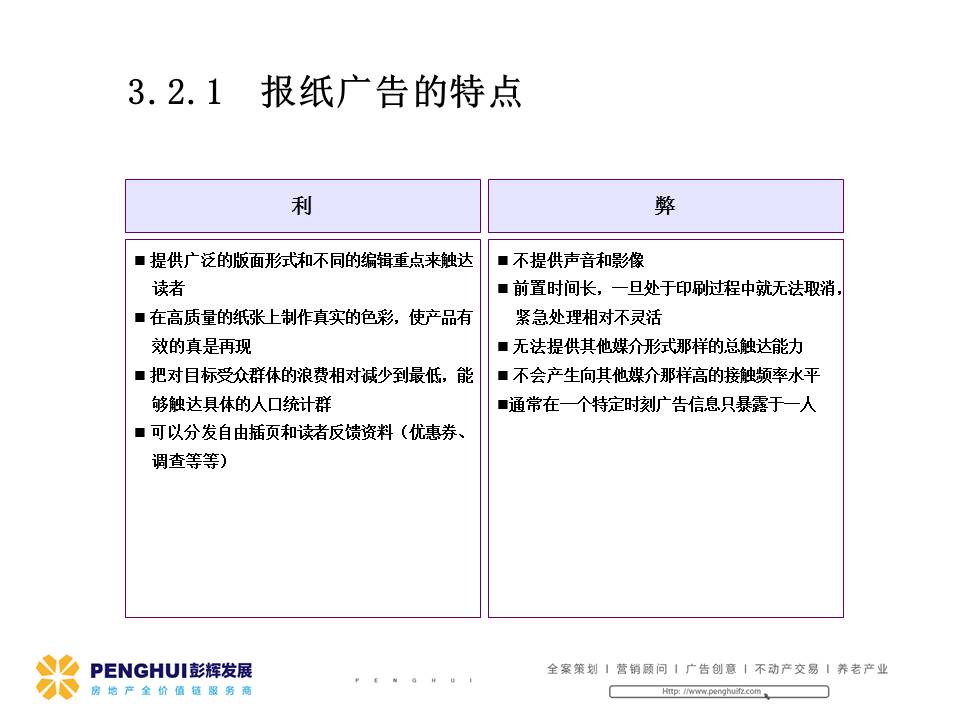 3.2.1 报纸广告的特点
利
■ 提供广泛的版面形式和不同的编辑重点来触达
读者
■ 在高质量的纸张上制作真实的色彩，使产品有
效的真是再现
■ 把对目标受众群体的浪费相对减少到最低，能
够触达具体的人口统计群
■ 可以分发自由插页和读者反馈资料（优惠券、
调查等等）
弊
■ 不提供声音和影像
■ 前置时间长，一旦处于印刷过程中就无法取消，
紧急处理相对不灵活
■ 无法提供其他媒介形式那样的总触达能力
■ 不会产生向其他媒介那样高的接触频率水平
■通常在一个特定时刻广告信息只暴露于一人
PENGHUI彭辉发展
房地产全价值链服务商
PENGHUI
全案策划 I 营销顾问 I 广告创意 I 不动产交易 I 养老产业
Http: //www.penghuifz.com